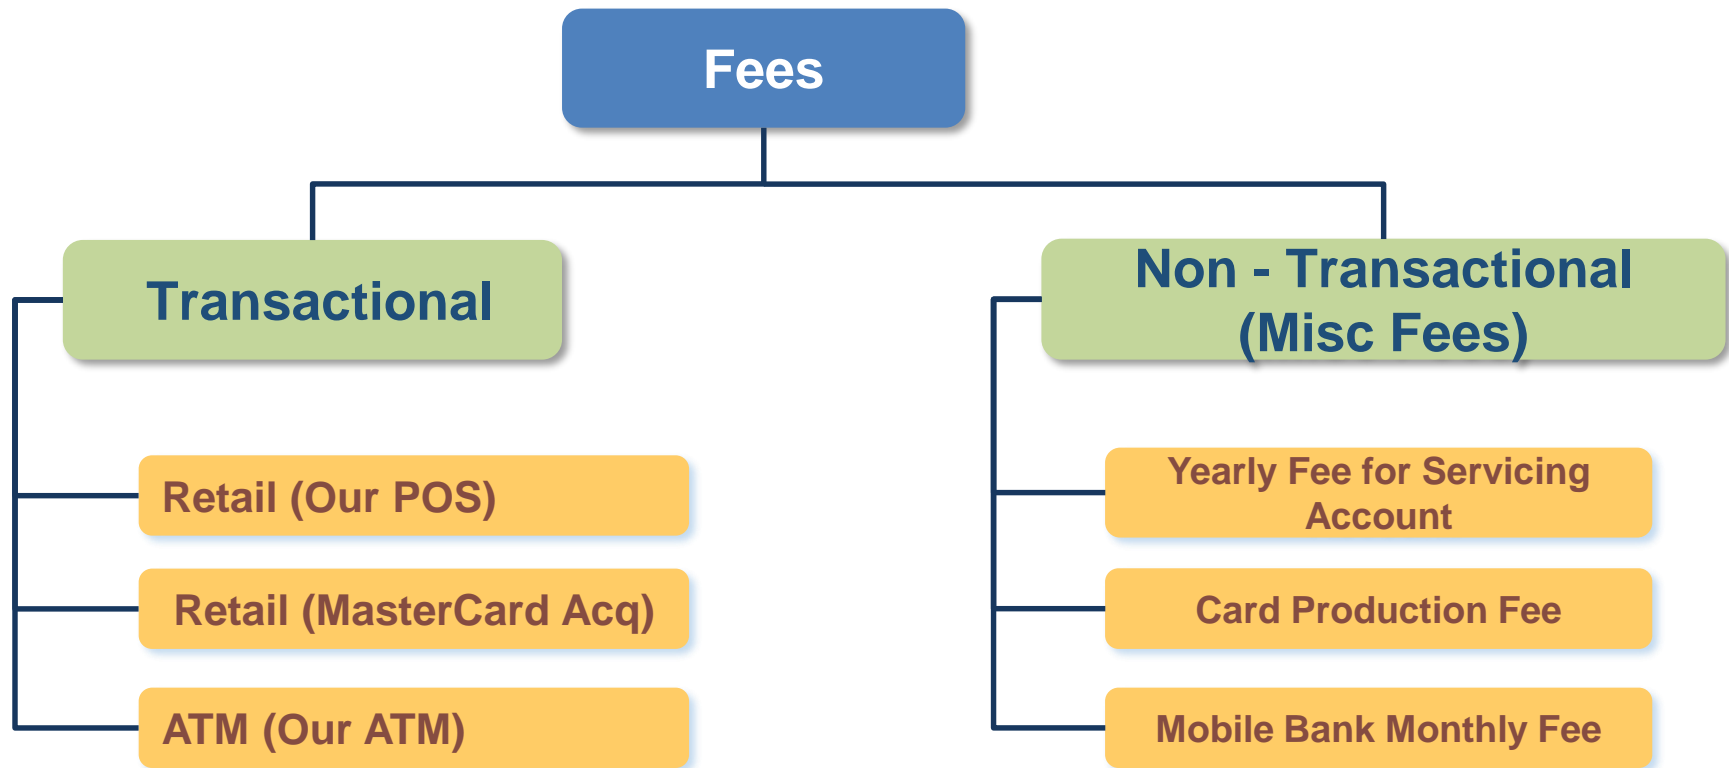 Fees
Transactional
Non - Transactional
(Misc Fees)
Retail (Our POS)
Retail (MasterCard Acq)
ATM (Our ATM)
Yearly Fee for Servicing
Account
Card Production Fee
Mobile Bank Monthly Fee